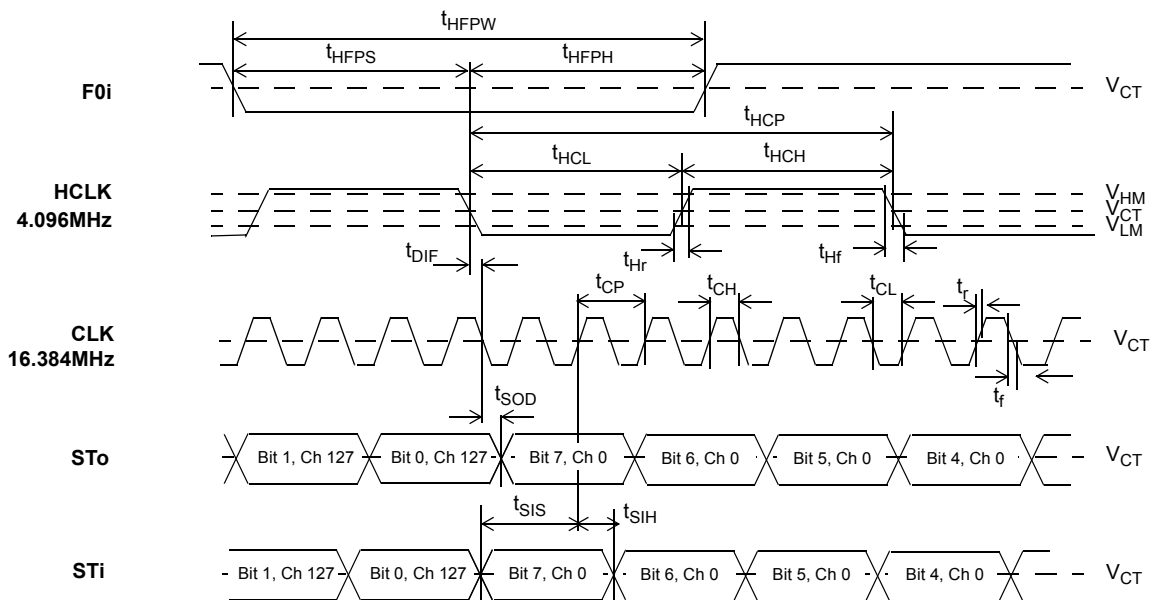 tHFPW
tHFPS tHFPH
F0i VCT
tHCP
tHCL tHCH
HCLK VHM
4.096MHz VCT
VLM
tDIF tHr tHf
tCP tCH tCL tr
CLK
16.384MHz VCT
tSOD tf
STo Bit 1, Ch 127 Bit 0, Ch 127 Bit 7, Ch 0 Bit 6, Ch 0 Bit 5, Ch 0 Bit 4, Ch 0 VCT
tSIS tSIH
STi Bit 1, Ch 127 Bit 0, Ch 127 Bit 7, Ch 0 Bit 6, Ch 0 Bit 5, Ch 0 Bit 4, Ch 0 VCT